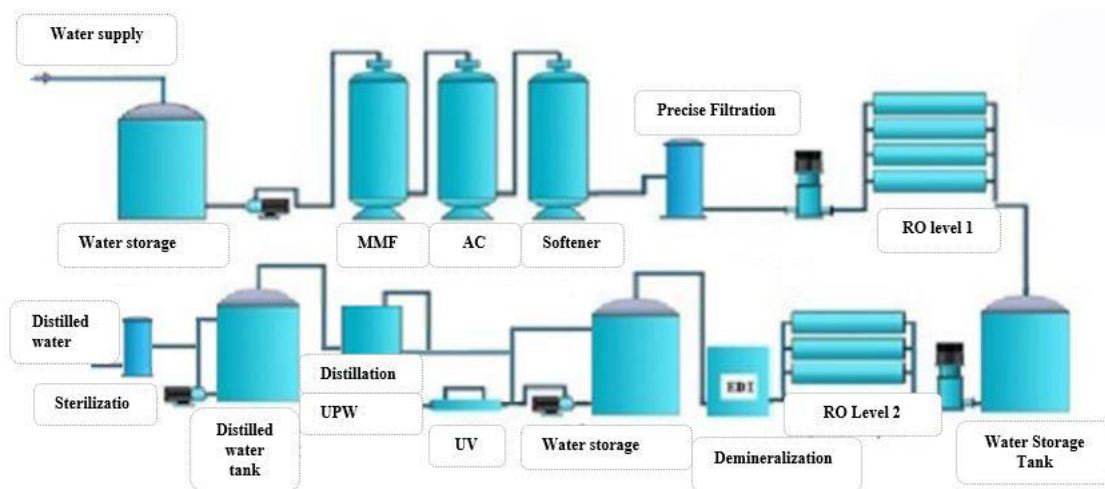 Water supply
Precise Filtration
Water storage
MMF
AC
Softener
RO level 1
Distilled
water
Sterilizatio
Distilled
water
tank
Distillation
UPW
UV
Water storage
EDI
Demineralization
RO Level 2
Water Storage
Tank